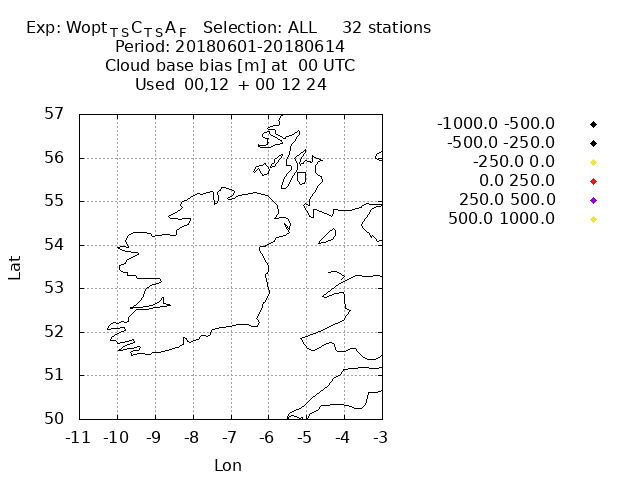 Exp: Wopt_TS C_TS A_F Selection: ALL 32 stations
Period: 20180601-20180614
Cloud base bias [m] at 00 UTC
Used 00,12 + 00 12 24
-1000.0 -500.0
-500.0 -250.0
-250.0 0.0
0.0 250.0
250.0 500.0
500.0 1000.0
57
56
55
54
53
52
51
50
Lat
-11 -10 -9 -8 -7 -6 -5 -4 -3
Lon